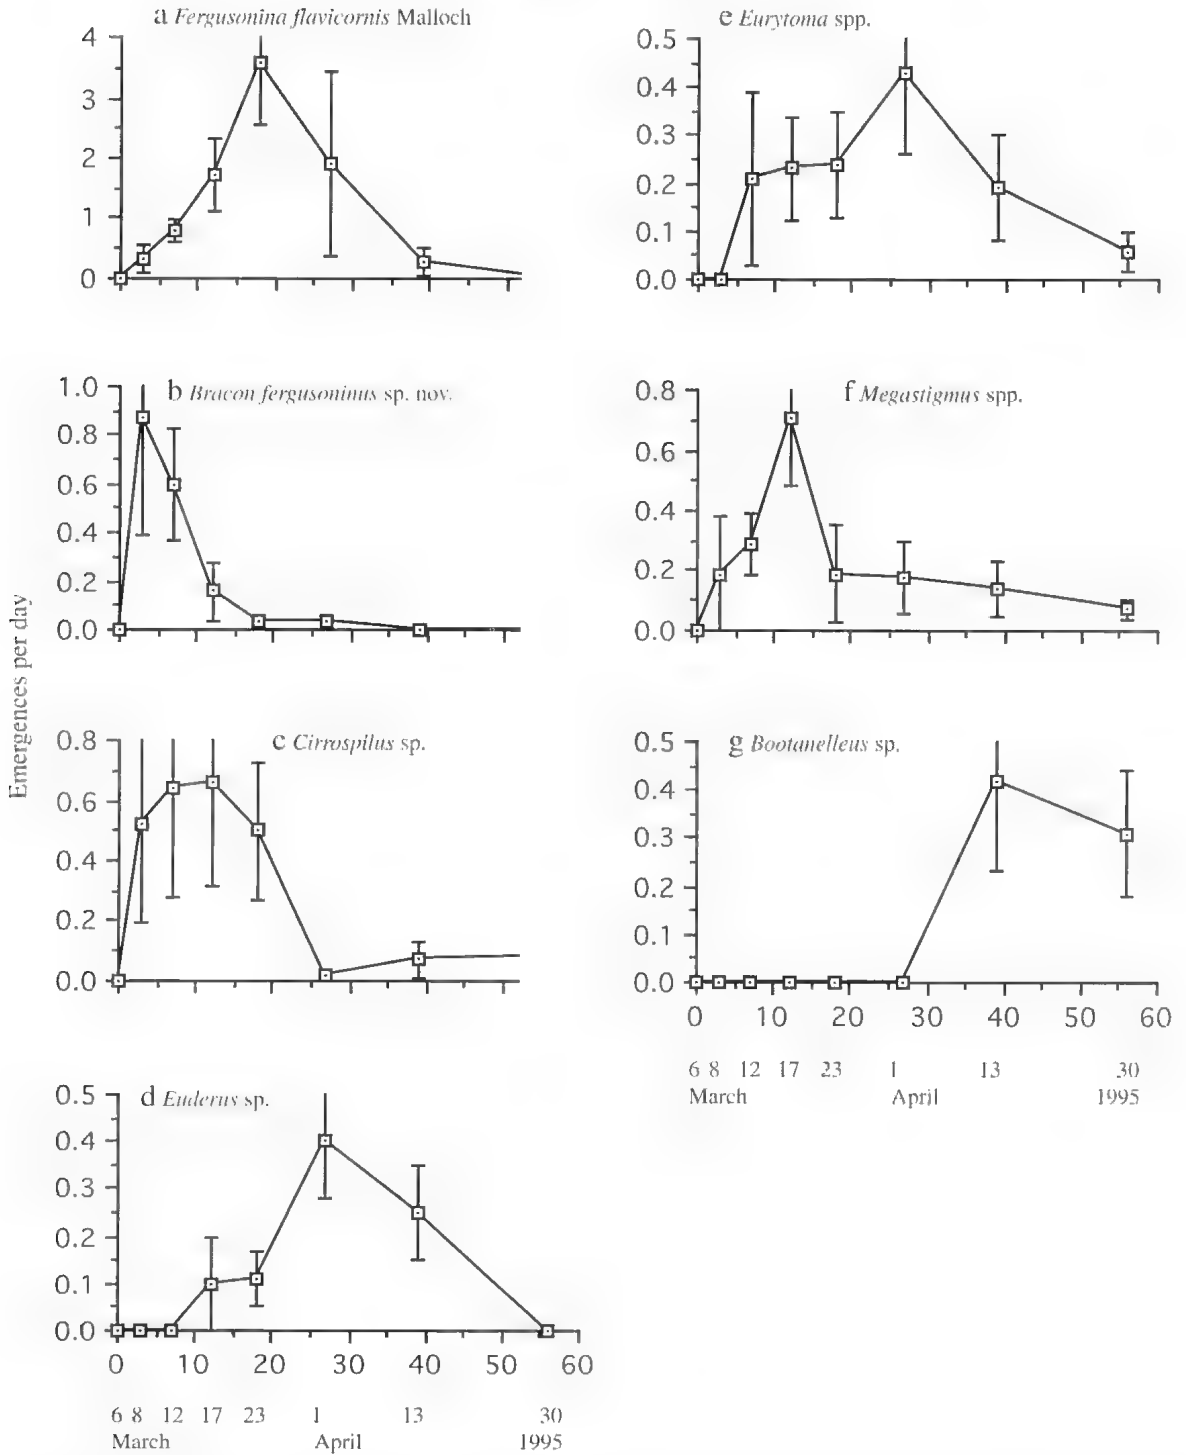 a Fergusonina flavicornis Malloch
4
3
2
1
0
b Bracon fergusoninus sp. nov.
1.0
0.8
0.6
0.4
0.2
0.0
Emergences per day
c Cirrospilus sp.
0.8
0.6
0.4
0.2
0.0
d Euderus sp.
0.5
0.4
0.3
0.2
0.1
0.0
0 10 20 30 40 50 60
6 8 12 17 23 1 13 30
March April 1995
e Eurytoma spp.
0.5
0.4
0.3
0.2
0.1
0.0
f Megastigmus spp.
0.8
0.6
0.4
0.2
0.0
g Bootanelleus sp.
0.5
0.4
0.3
0.2
0.1
0.0
0 10 20 30 40 50 60
6 8 12 17 23 1 13 30
March April 1995